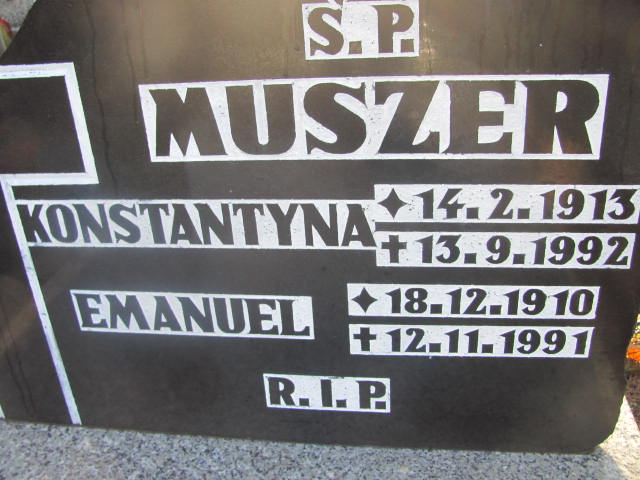 Ś.P.
MUSZER
KONSTANTYNA ✦14.2.1913
✝13.9.1992
EMANUEL ✦18.12.1910
✝12.11.1991
R.I.P.